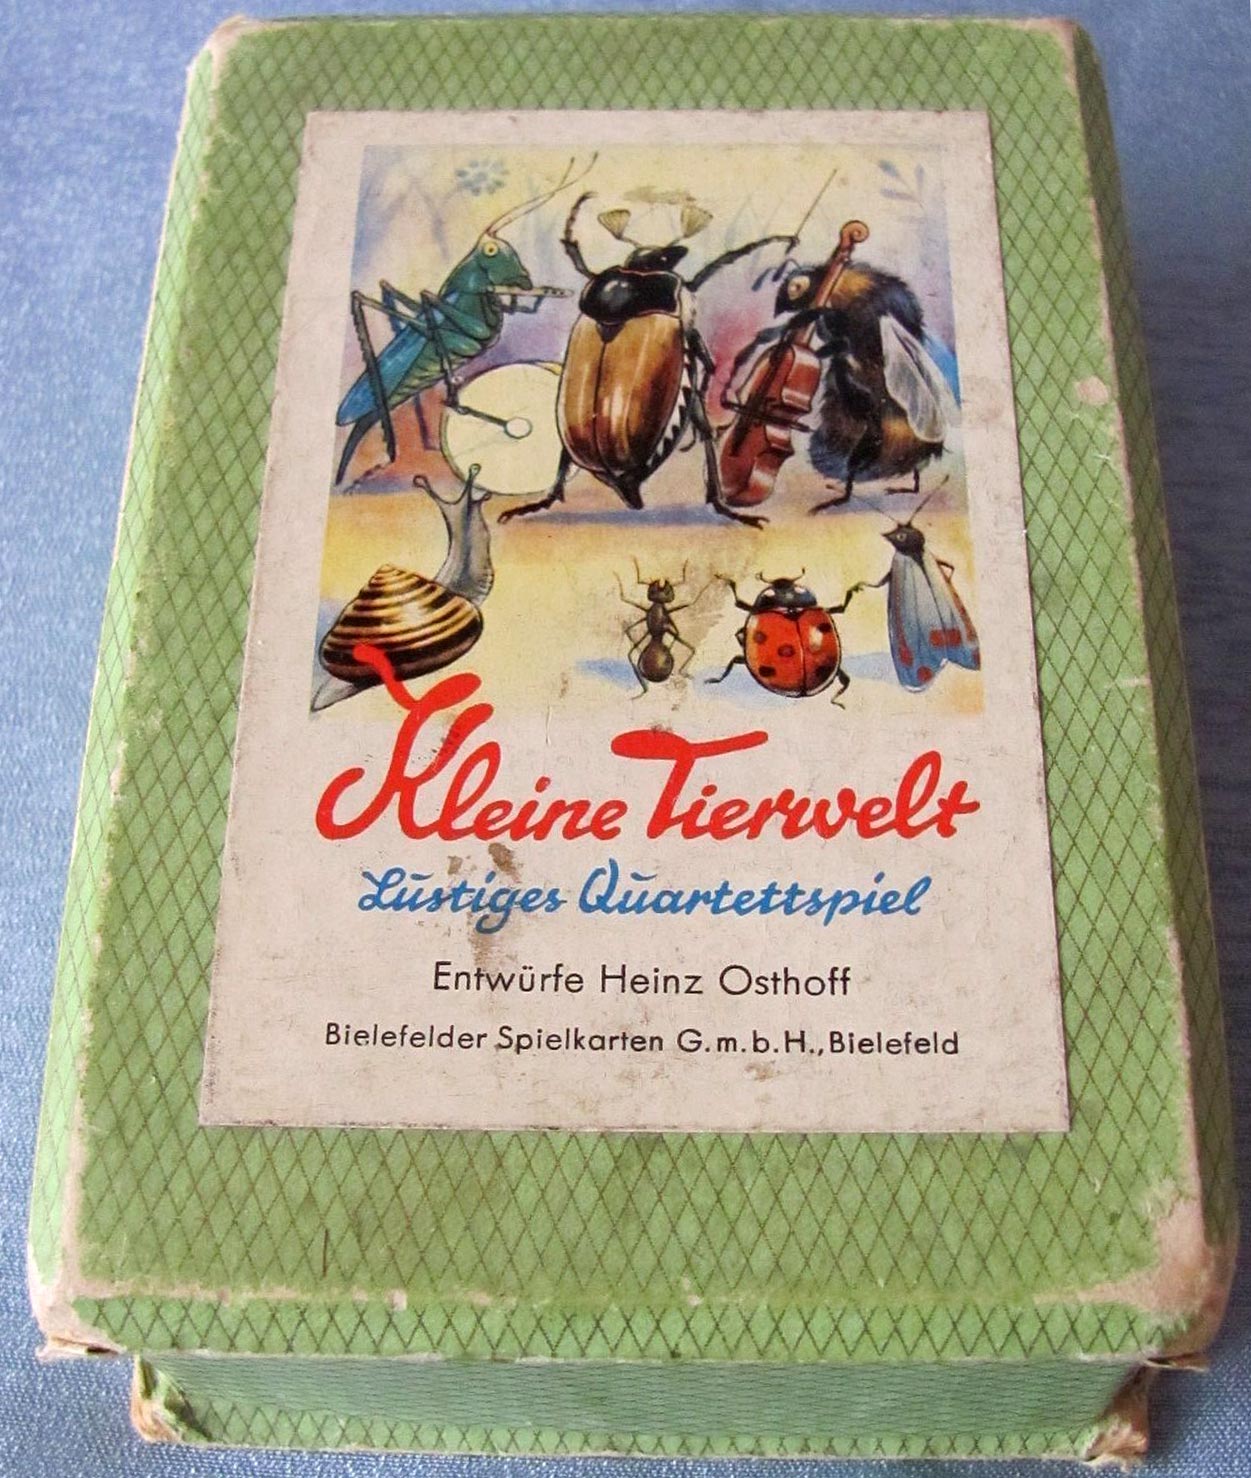 Kleine Tierwelt
Lustiges Quartettspiel
Entwürfe Heinz Osthoff
Bielefelder Spielkarten G.m.b.H., Bielefeld